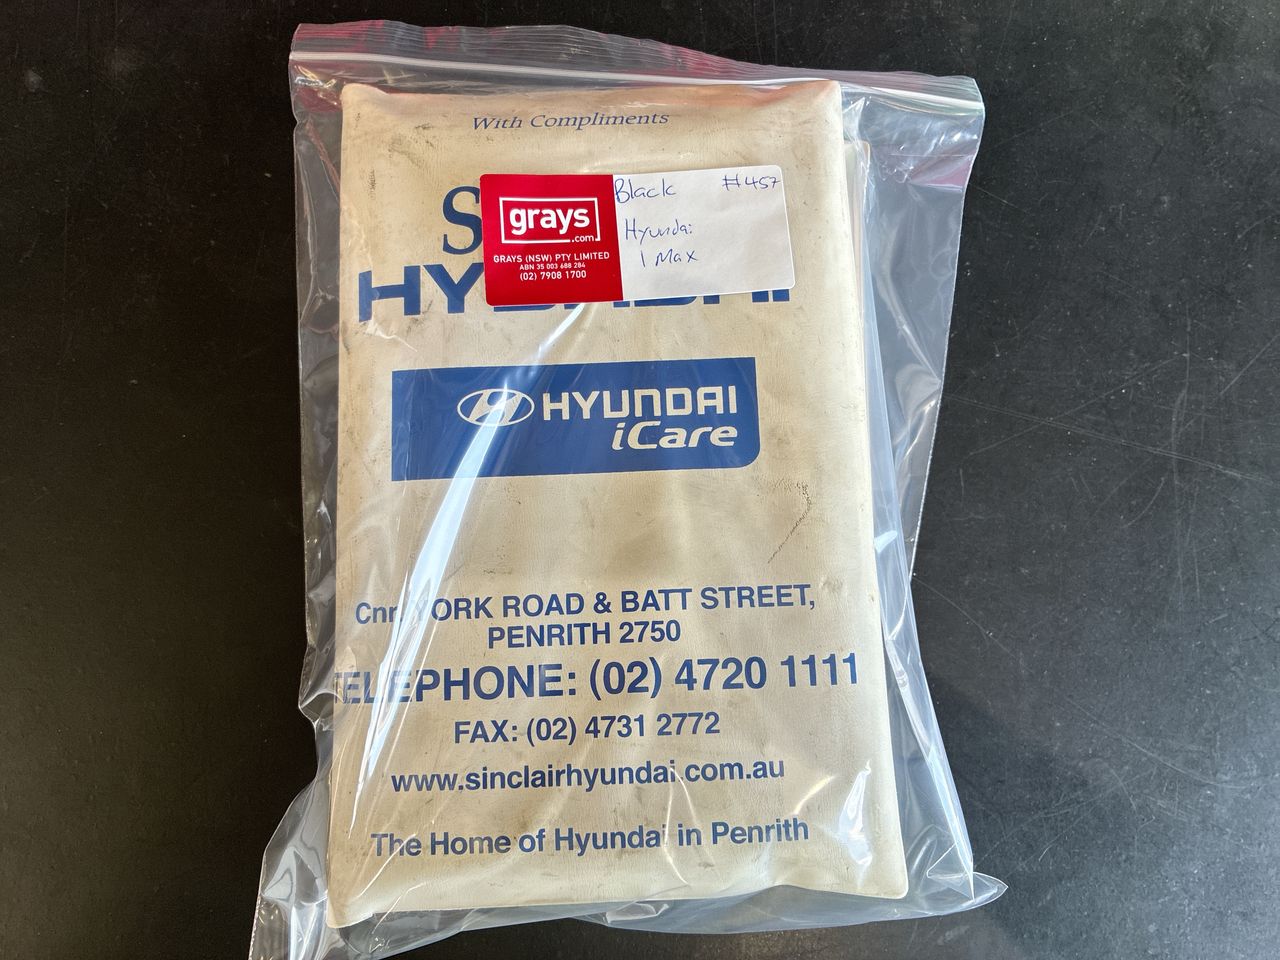 With Compliments
S
HY
grays
.com
GRAYS (NSW) PTY LIMITED
ABN 35 003 688 284
(02) 7908 1700
Black #457
Hyundai
I Max
HYUNDAI
iCare
Cnr. YORK ROAD & BATT STREET,
PENRITH 2750
TELEPHONE: (02) 4720 1111
FAX: (02) 4731 2772
www.sinclairhyundai.com.au
The Home of Hyundai in Penrith